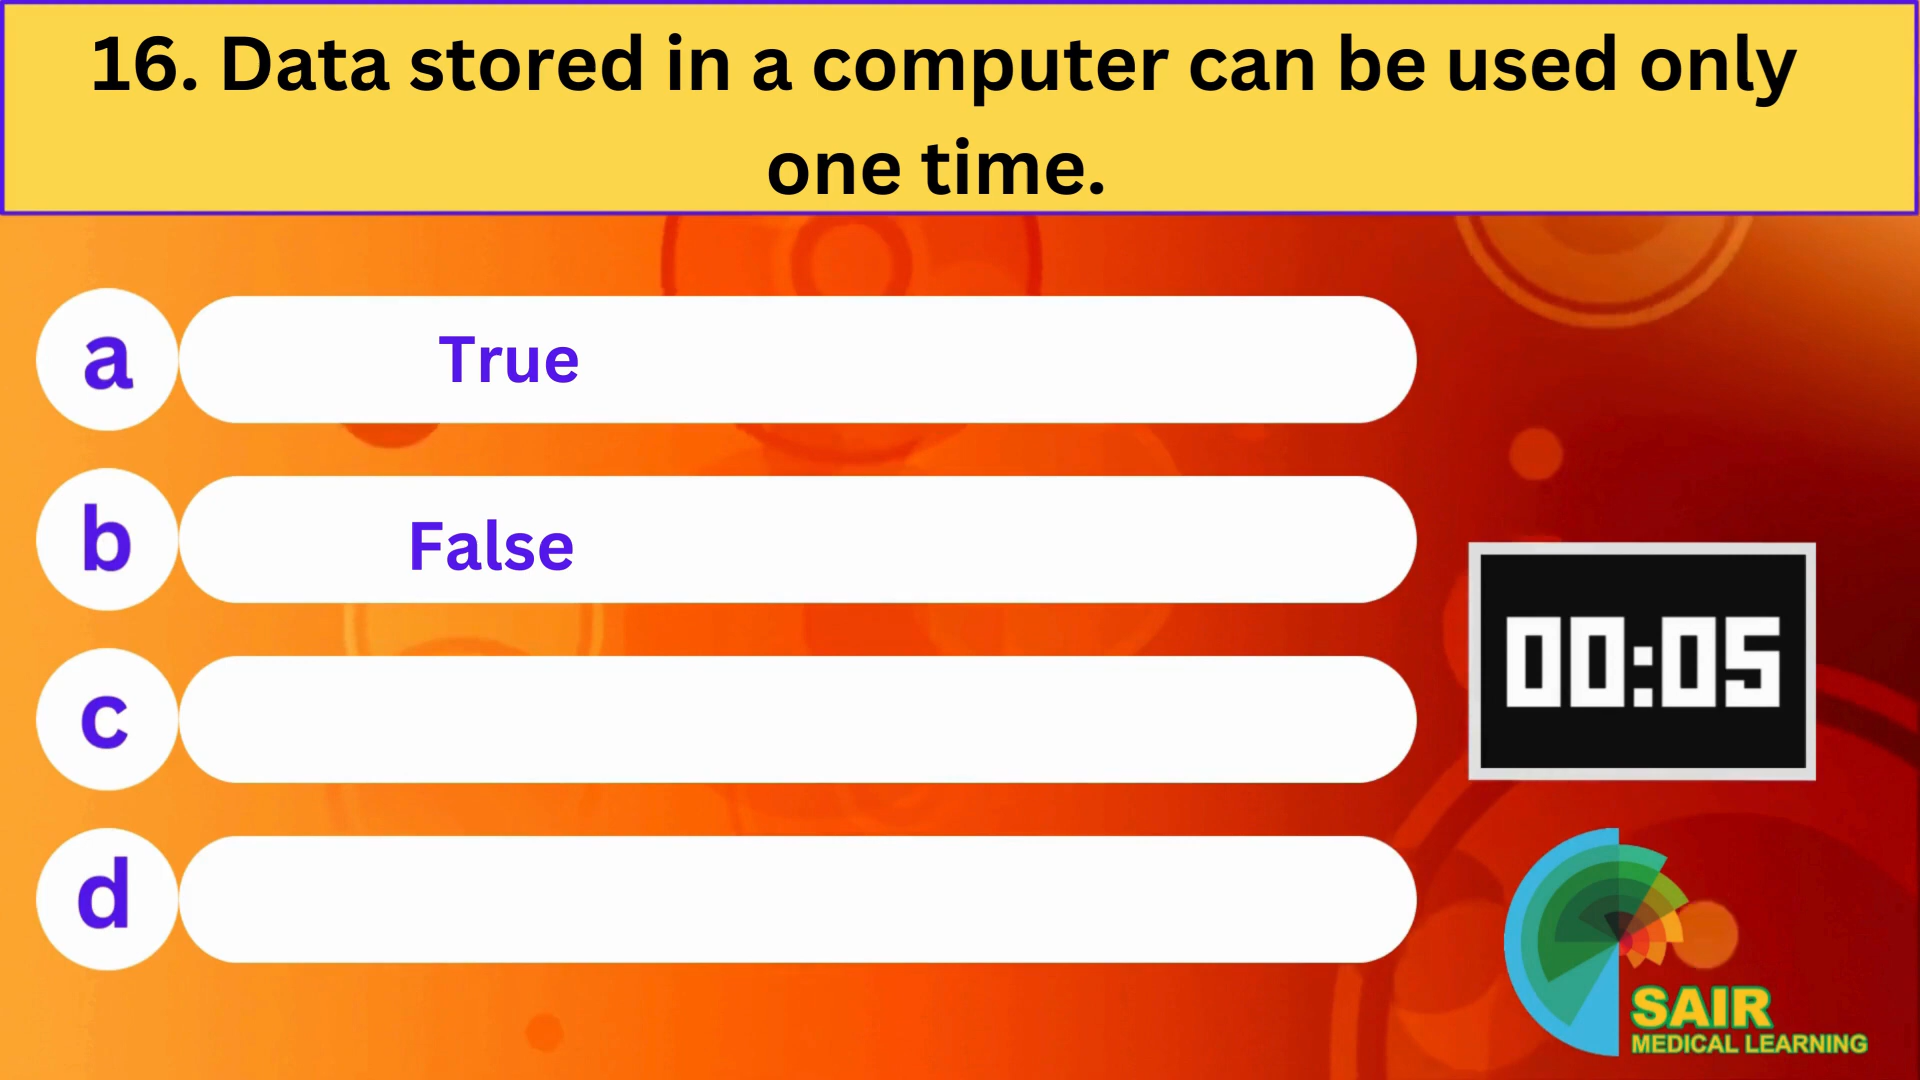 16. Data stored in a computer can be used only
one time.
a True
b False
c
d
00:05
SAIR
MEDICAL LEARNING